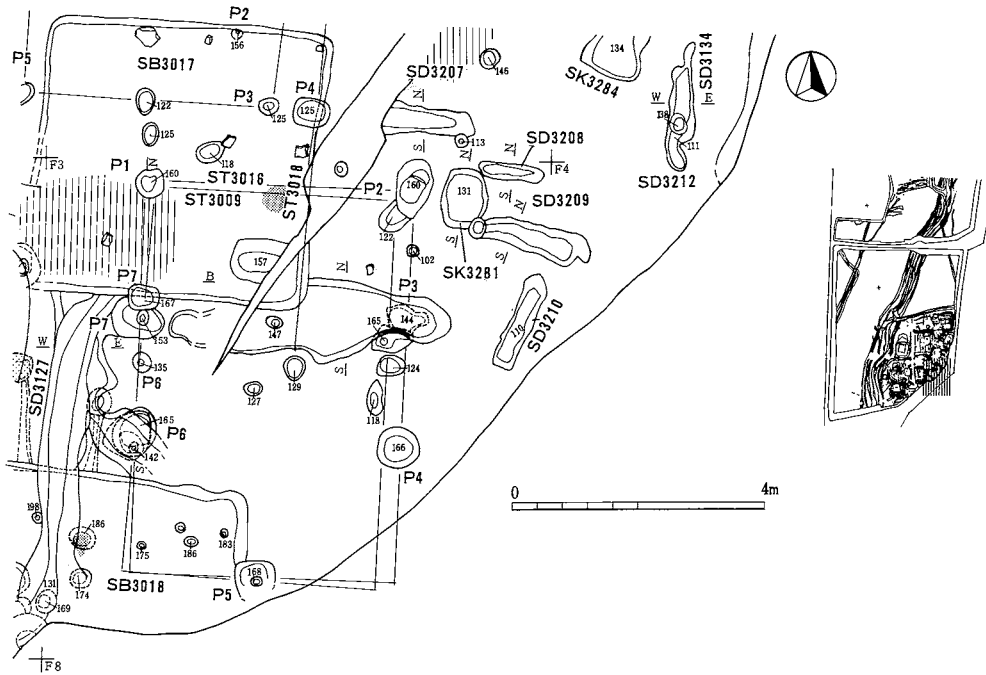 P2
156
P5
SB3017
122
P3
125
P4
125
125
SD3207
N
146
134
SK3284
SD3134
W
E
138
111
SD3212
F3
118
ST3016
ST3018
S
113
N
SD3208
N
F4
P1
N
160
ST3009
P2
160
131
S
N
SD3209
122
S
S
SK3281
102
157
B
N
P3
P7
167
144
165
SD3210
110
P7
153
147
W
E
SD3127
135
P6
129
S
124
127
118
165
P6
142
S
166
P4
0
4m
198
186
175
186
183
SB3018
174
131
169
168
P5
F8